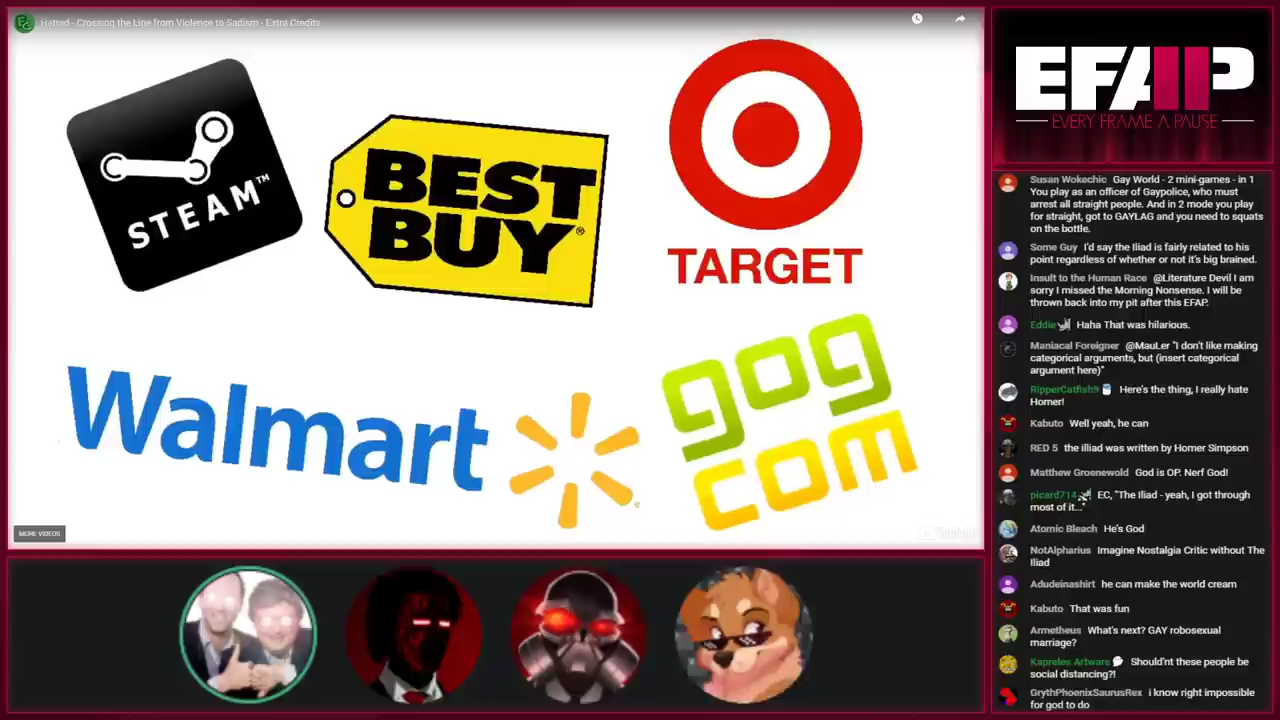 Hatred - Crossing the Line from Violence to Sadism - Extra Credits
STEAM™
BEST
BUY®
TARGET
Walmart
gog
com
MORE VIDEOS
EFAP
EVERY FRAME A PAUSE
Susan Wokechic Gay World - 2 mini-games - in 1
You play as an officer of Gaypolice, who must
arrest all straight people. And in 2 mode you play
for straight, got to GAYLAG and you need to squats
on the bottle.
Some Guy I'd say the Iliad is fairly related to his
point regardless of whether or not it's big brained.
Insult to the Human Race @Literature Devil I am
sorry I missed the Morning Nonsense. I will be
thrown back into my pit after this EFAP.
Eddie Haha That was hilarious.
Maniacal Foreigner @MauLer "I don't like making
categorical arguments, but (insert categorical
argument here)"
RipperCatfish9 Here's the thing, I really hate
Homer!
Kabuto Well yeah, he can
RED 5 the illiad was written by Homer Simpson
Matthew Groenewold God is OP. Nerf God!
picard714 EC, "The Iliad - yeah, I got through
most of it..."
Atomic Bleach He's God
NotAlpharius Imagine Nostalgia Critic without The
Iliad
Adudeinashirt he can make the world cream
Kabuto That was fun
Armetheus What's next? GAY robosexual
marriage?
Kapreles Artwars Should'nt these people be
social distancing?!
GrythPhoenixSaurusRex i know right impossible
for god to do